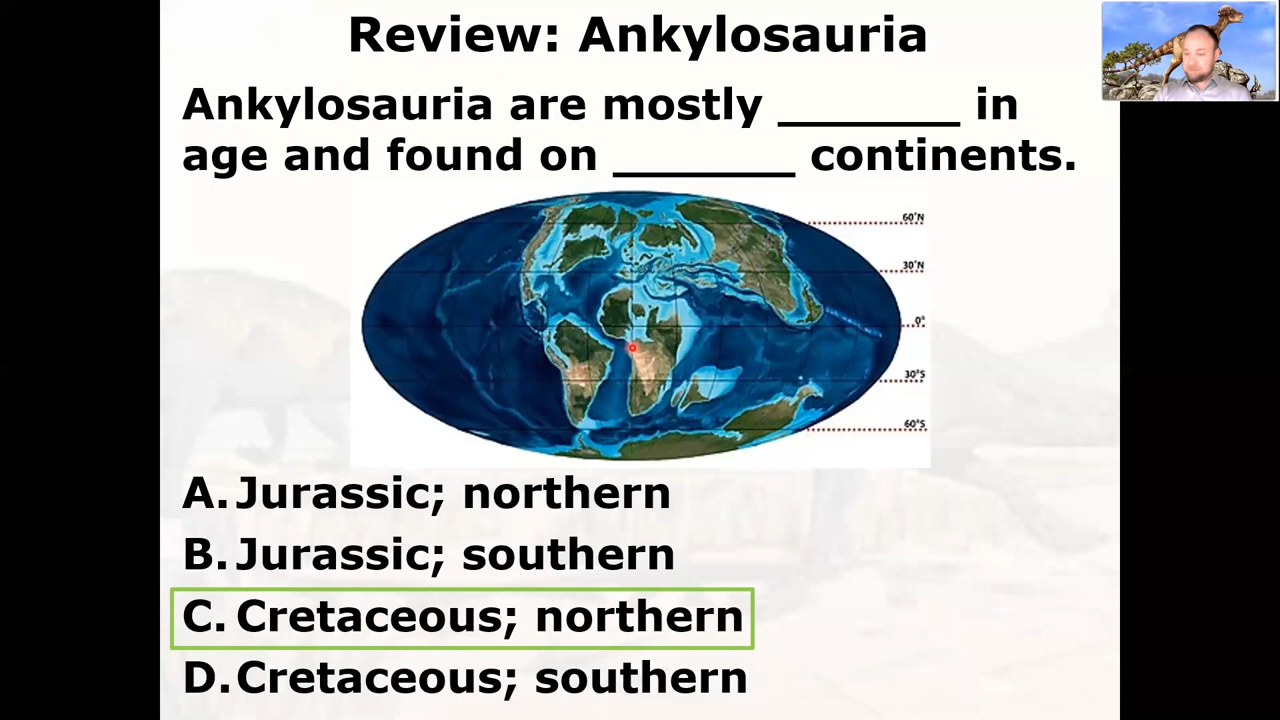 Review: Ankylosauria
Ankylosauria are mostly _______ in
age and found on _______ continents.
60°N
30°N
0°
30°S
60°S
A. Jurassic; northern
B. Jurassic; southern
C. Cretaceous; northern
D. Cretaceous; southern